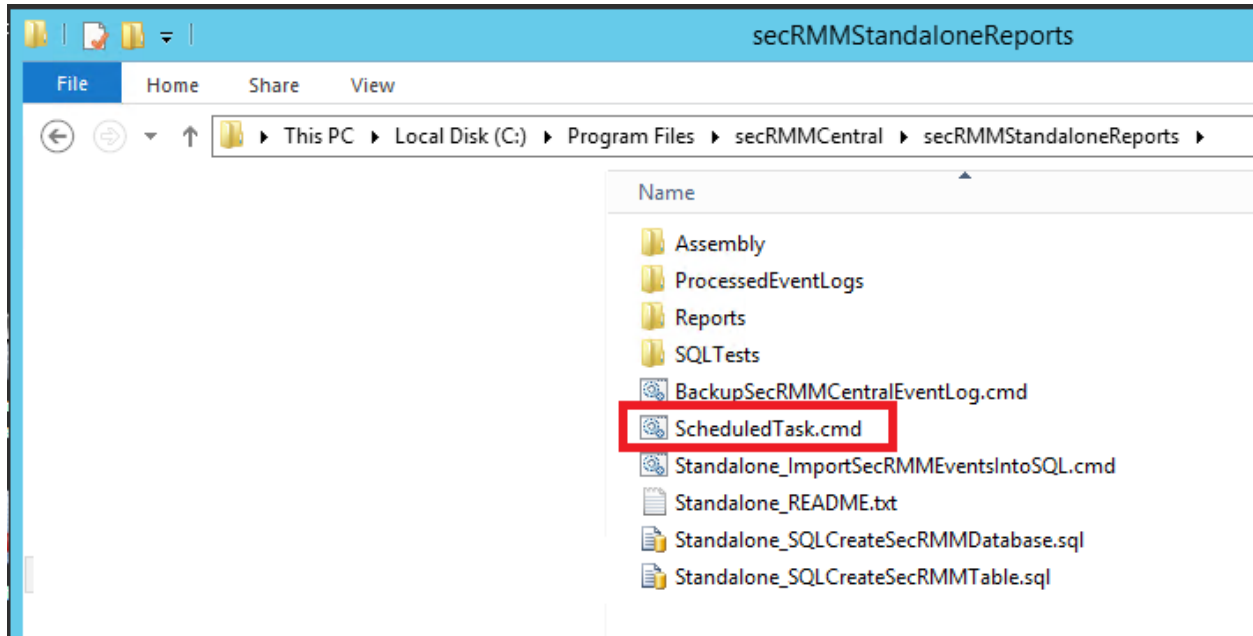 secRMMStandaloneReports
File Home Share View
This PC Local Disk (C:) Program Files secRMMCentral secRMMStandaloneReports
Name
Assembly
ProcessedEventLogs
Reports
SQLTests
BackupSecRMMCentralEventLog.cmd
ScheduledTask.cmd
Standalone_ImportSecRMMEventsIntoSQL.cmd
Standalone_README.txt
Standalone_SQLCreateSecRMMDatabase.sql
Standalone_SQLCreateSecRMMTable.sql